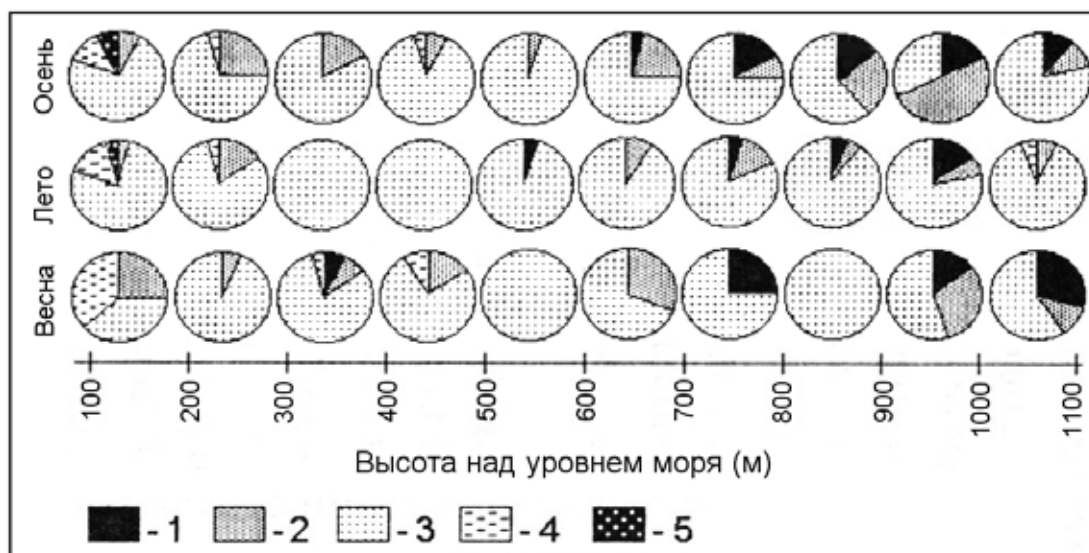 Осень
Лето
Весна
100 200 300 400 500 600 700 800 900 1000 1100
Высота над уровнем моря (м)
- 1 - 2 - 3 - 4 - 5